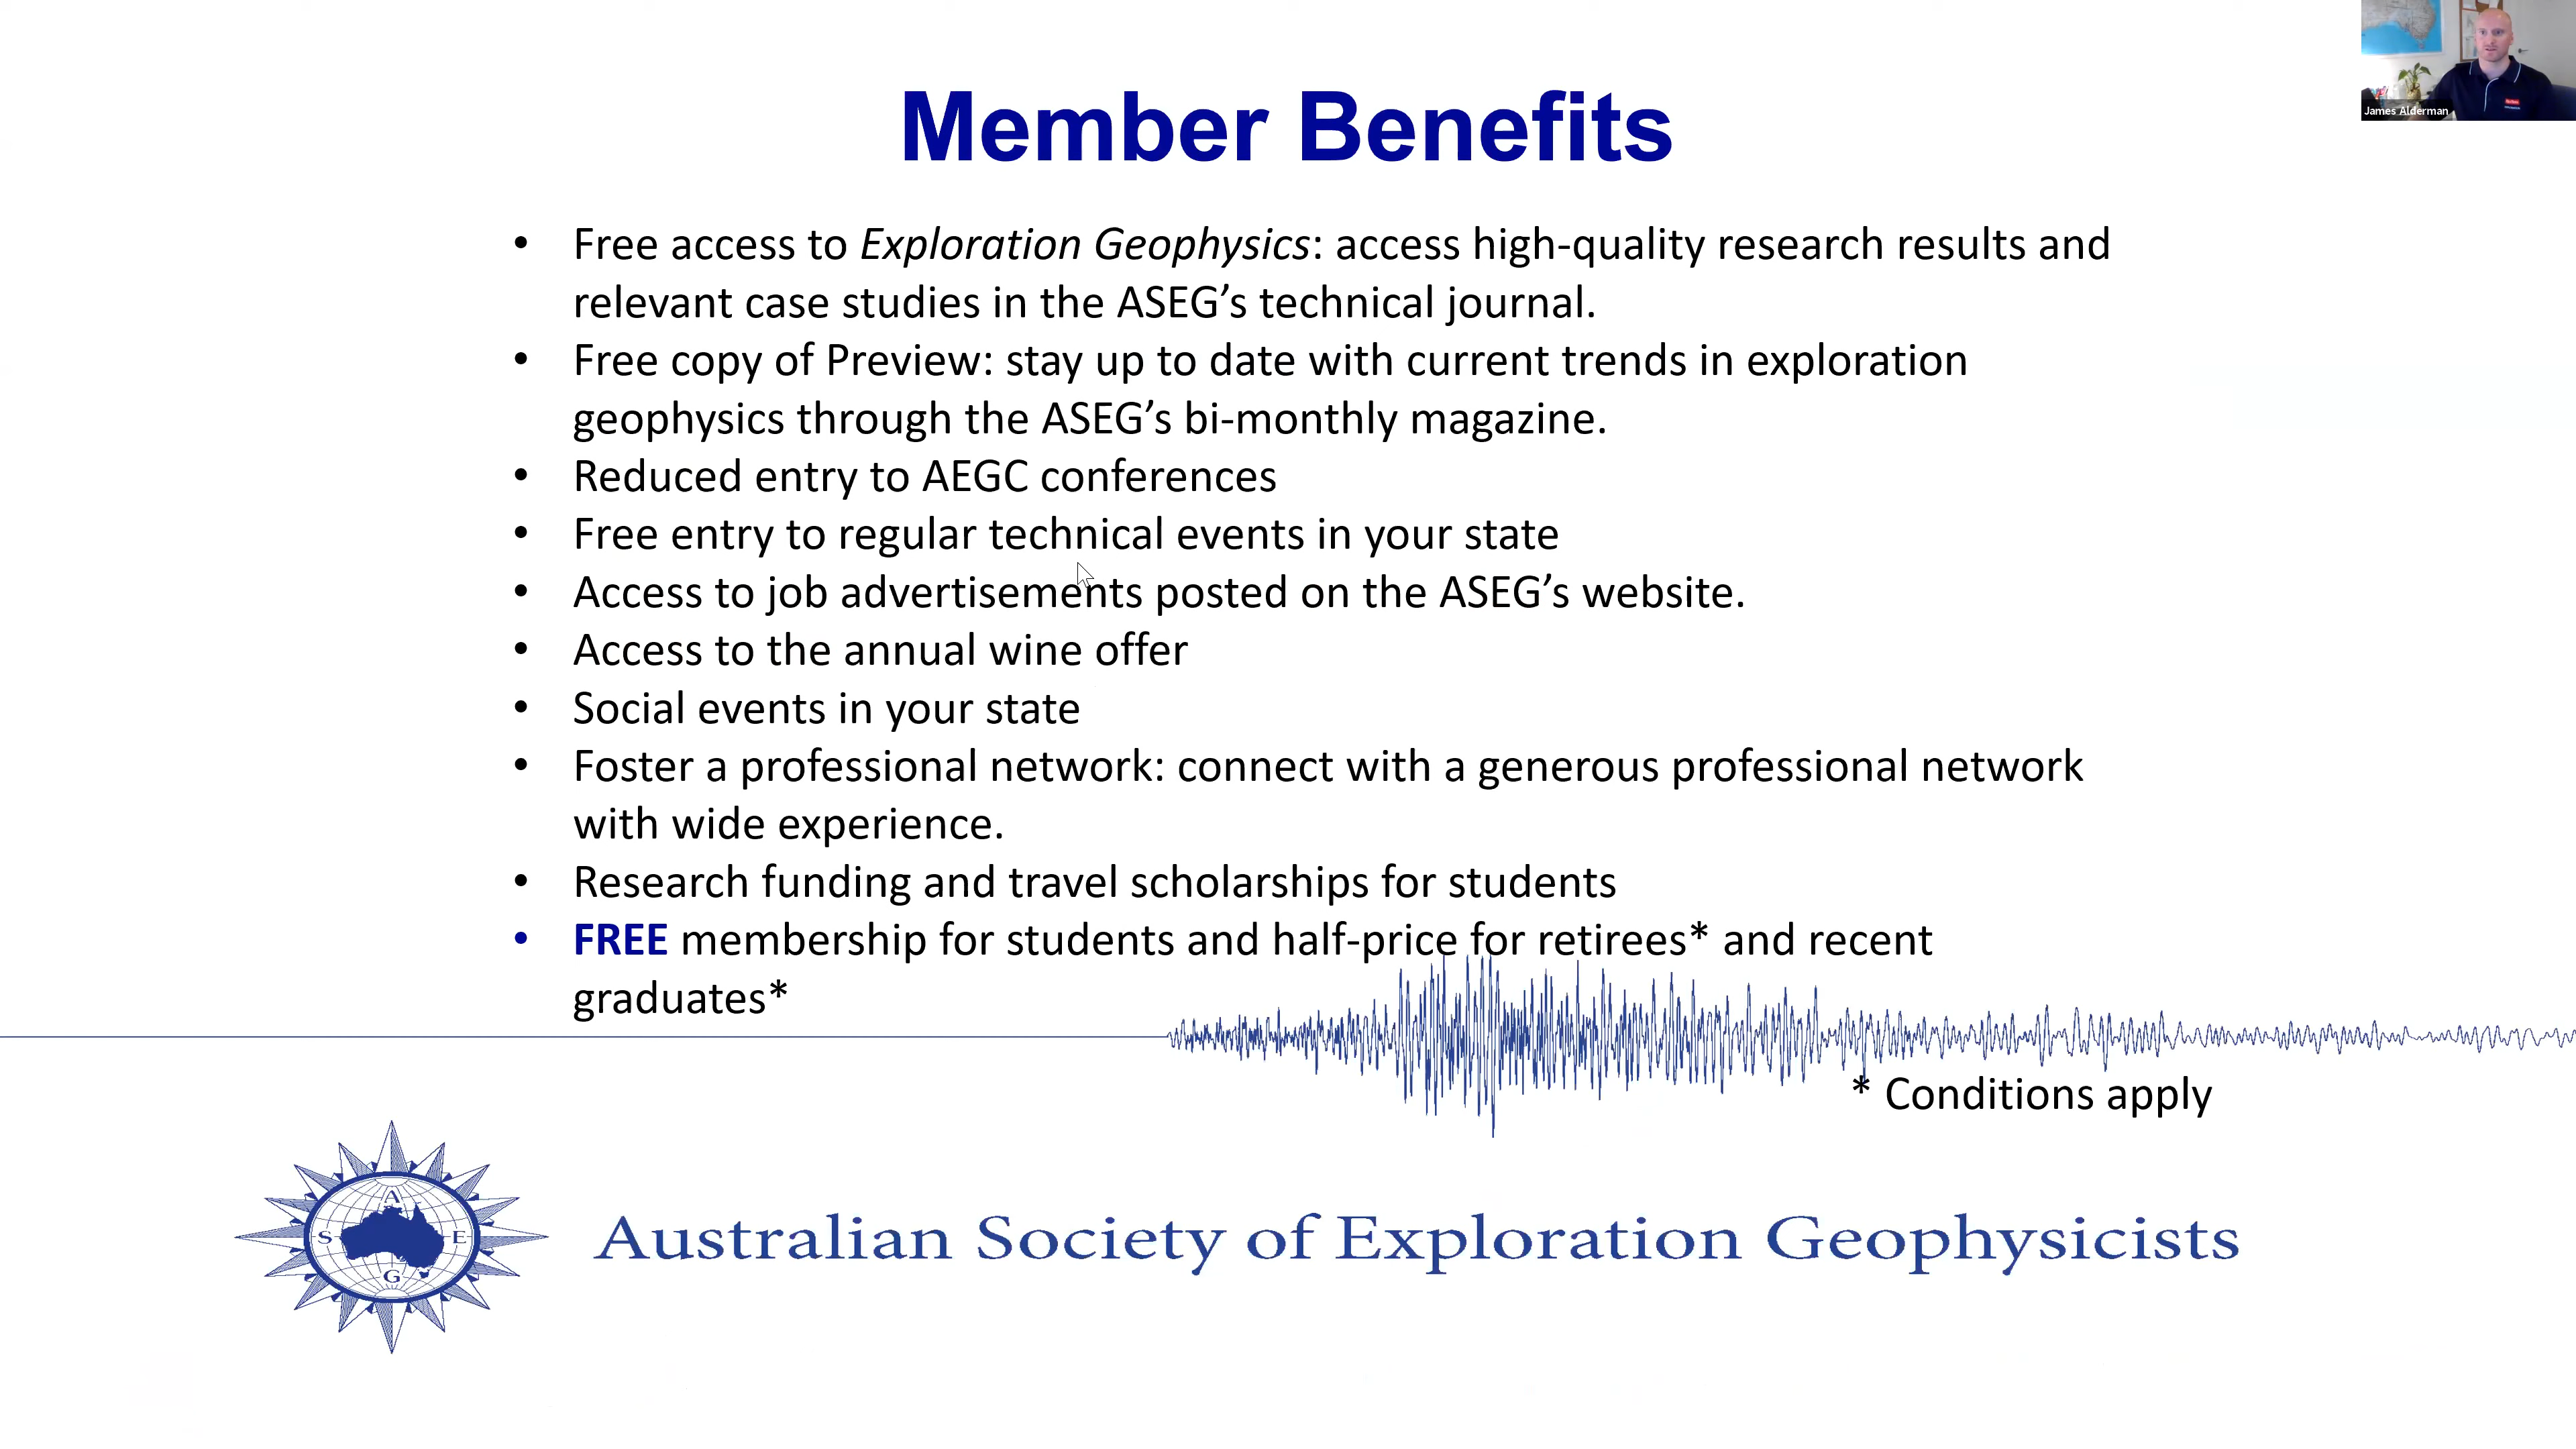 James Alderman
Member Benefits
• Free access to Exploration Geophysics: access high-quality research results and
relevant case studies in the ASEG’s technical journal.
• Free copy of Preview: stay up to date with current trends in exploration
geophysics through the ASEG’s bi-monthly magazine.
• Reduced entry to AEGC conferences
• Free entry to regular technical events in your state
• Access to job advertisements posted on the ASEG’s website.
• Access to the annual wine offer
• Social events in your state
• Foster a professional network: connect with a generous professional network
with wide experience.
• Research funding and travel scholarships for students
• FREE membership for students and half-price for retirees* and recent
graduates*
* Conditions apply
A
S E
G
Australian Society of Exploration Geophysicists